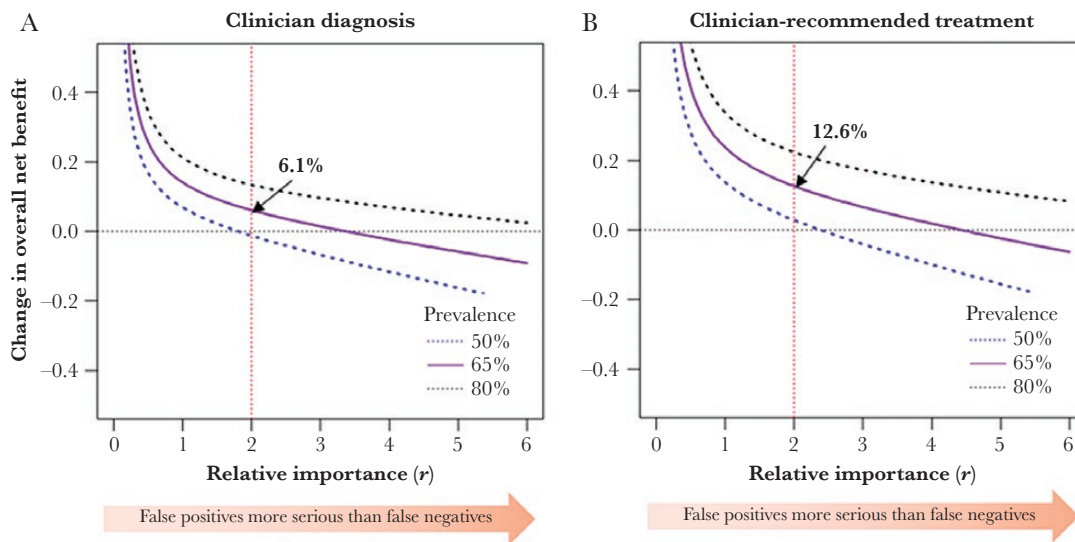 A
Clinician diagnosis
Change in overall net benefit
0.4
0.2
0.0
−0.2
−0.4
6.1%
Prevalence
50%
65%
80%
0 1 2 3 4 5 6
Relative importance (r)
False positives more serious than false negatives
B
Clinician-recommended treatment
0.4
0.2
0.0
−0.2
−0.4
12.6%
Prevalence
50%
65%
80%
0 1 2 3 4 5 6
Relative importance (r)
False positives more serious than false negatives